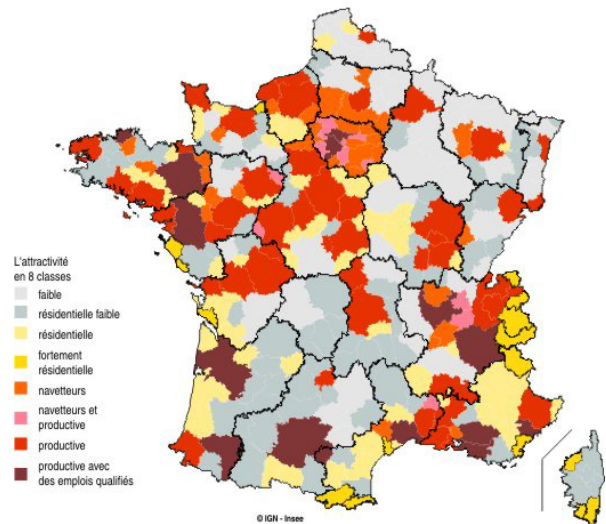 L'attractivité
en 8 classes
faible
résidentielle faible
résidentielle
fortement
résidentielle
navetteurs
navetteurs et
productive
productive
productive avec
des emplois qualifiés
© IGN - Insee